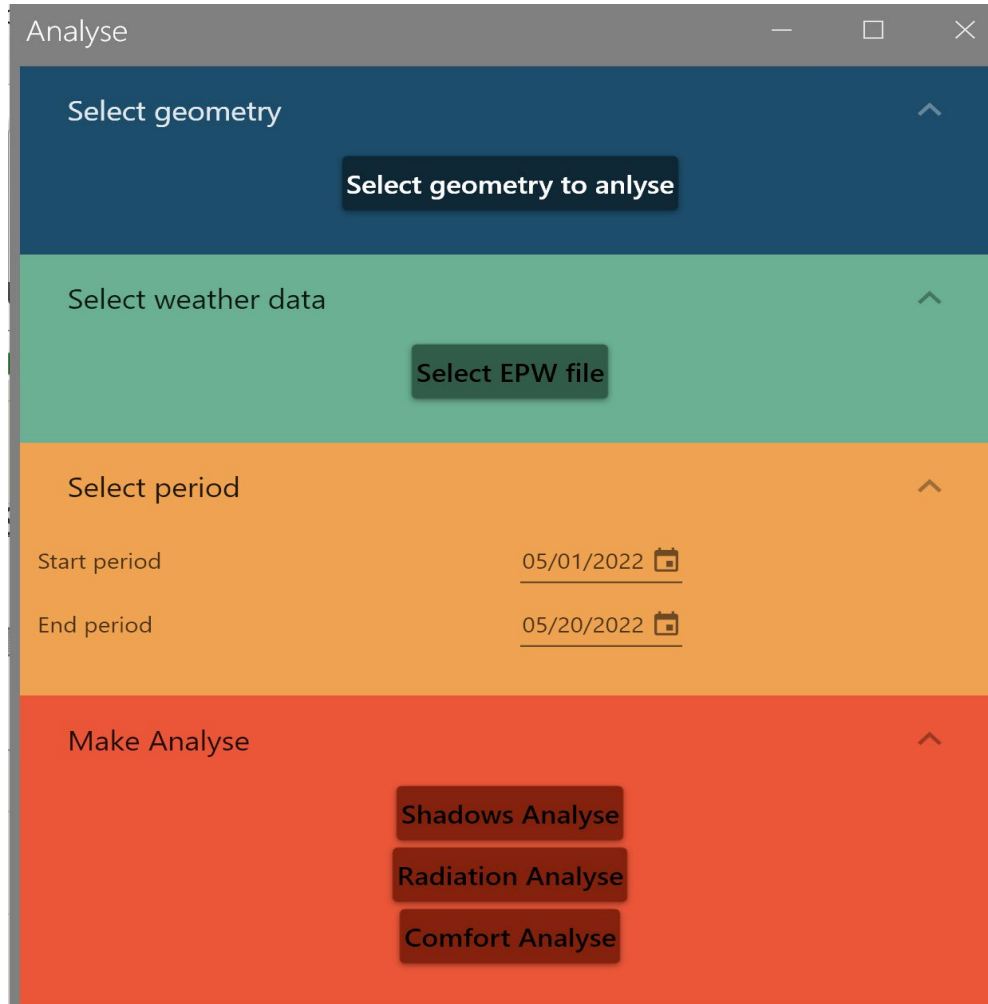 Analyse
Select geometry
Select geometry to anlyse
Select weather data
Select EPW file
Select period
Start period 05/01/2022
End period 05/20/2022
Make Analyse
Shadows Analyse
Radiation Analyse
Comfort Analyse